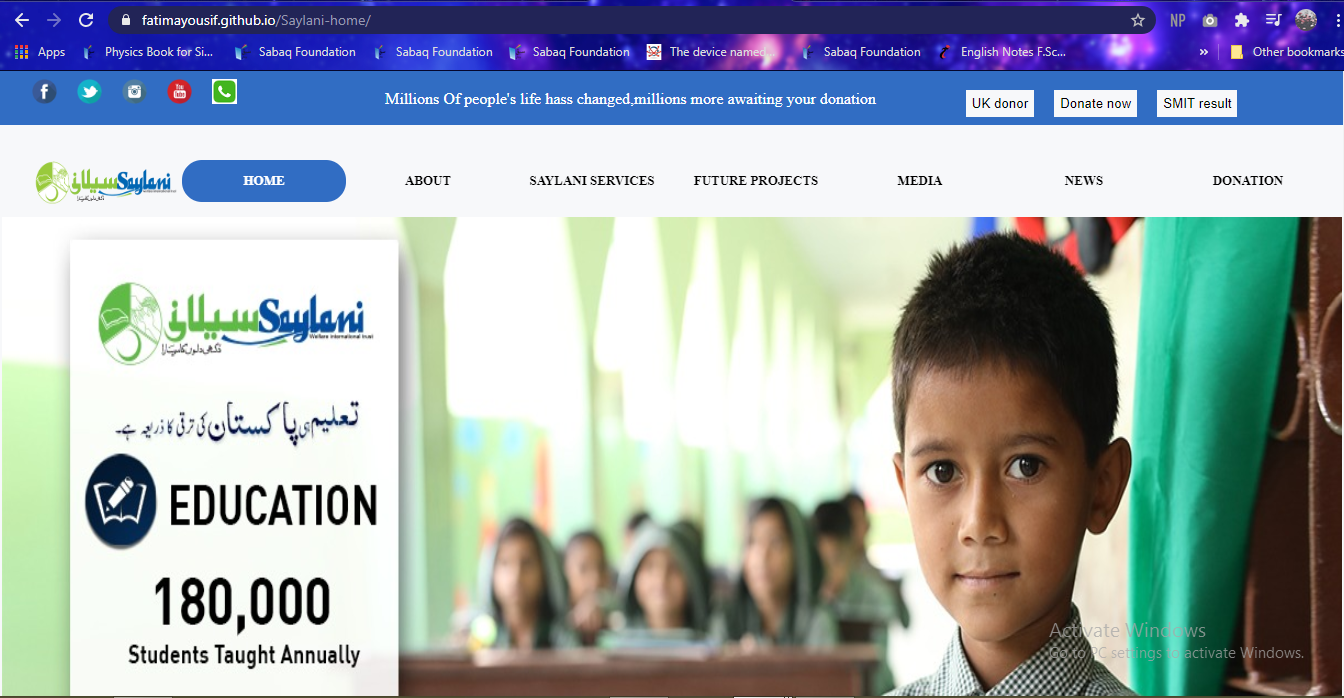 fatimayousif.github.io/Saylani-home/
NP
Apps
Physics Book for Si...
Sabaq Foundation
Sabaq Foundation
Sabaq Foundation
The device named...
Sabaq Foundation
English Notes F.Sc...
»
Other bookmarks
Millions Of people's life hass changed,millions more awaiting your donation
UK donor
Donate now
SMIT result
سیلانی Saylani
HOME
ABOUT
SAYLANI SERVICES
FUTURE PROJECTS
MEDIA
NEWS
DONATION
سیلانی Saylani
Welfare International trust
دُکھی دلوں کا سہارا
تعلیم ہی پاکستان کی ترقی کا ذریعہ ہے۔
EDUCATION
180,000
Students Taught Annually
Activate Windows
Go to PC settings to activate Windows.